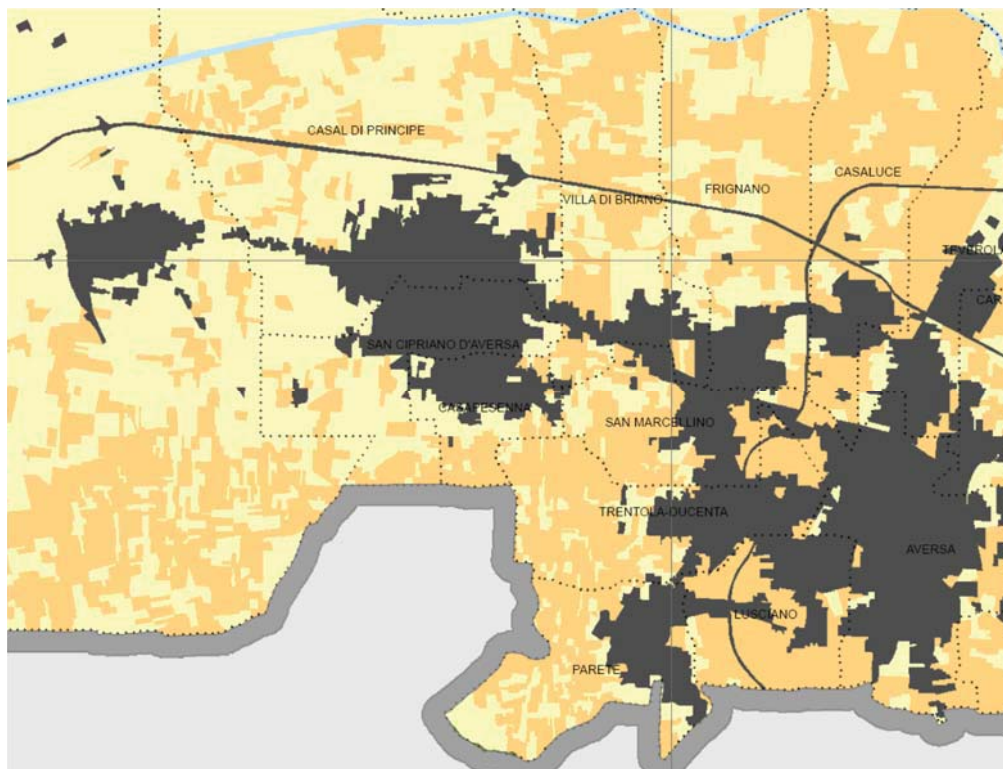 CASAL DI PRINCIPE
CASALUCE
FRIGNANO
VILLA DI BRIANO
SAN CIPRIANO D'AVERSA
CASAPESENNA
SAN MARCELLINO
TRENTOLA-DUCENTA
AVERSA
LUSCIANO
PARETE